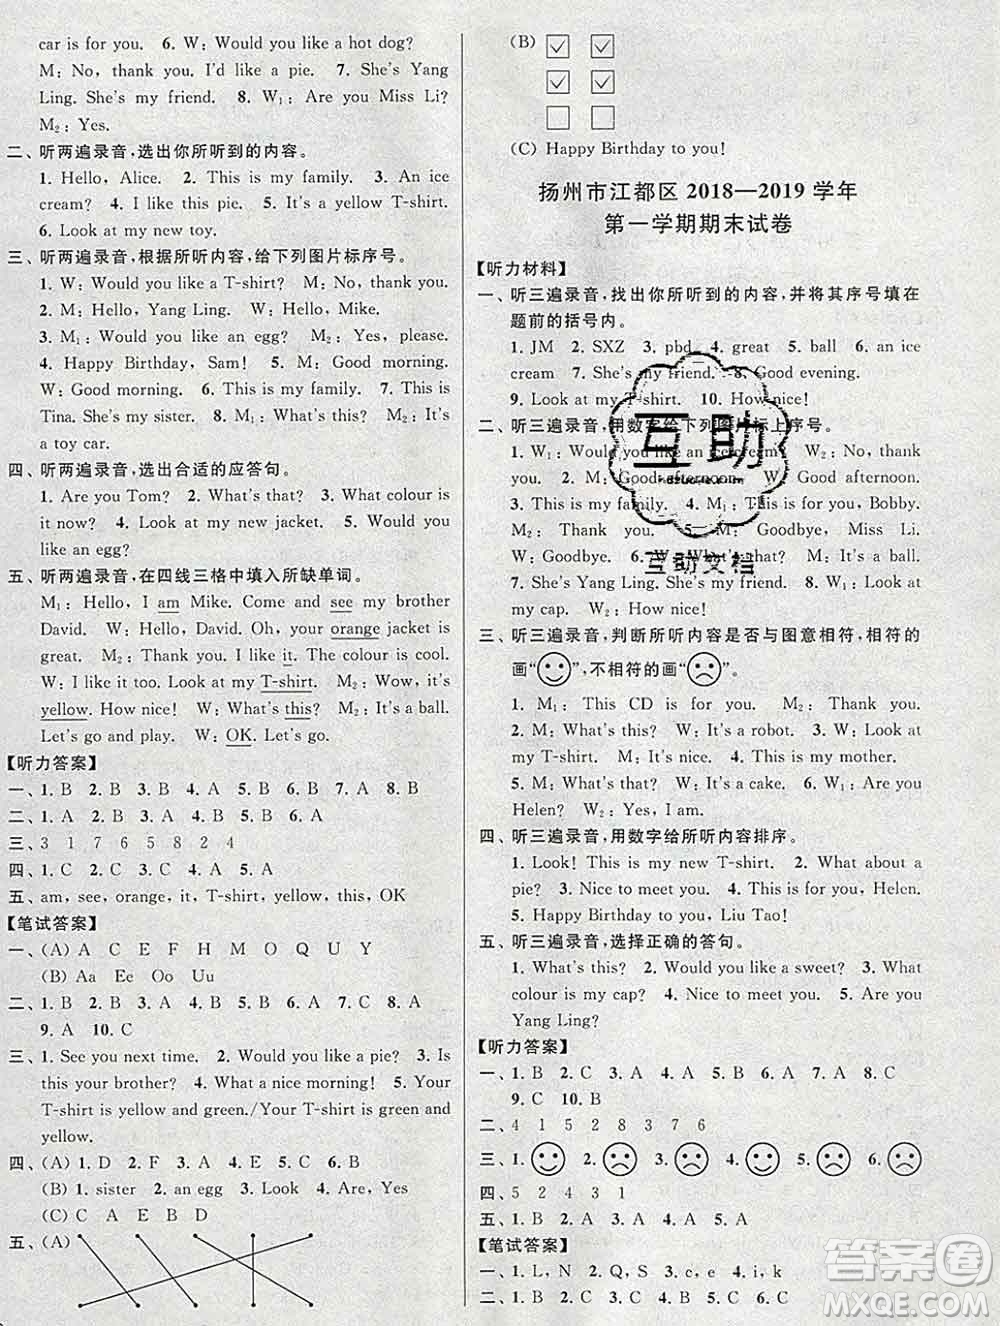 car is for you. 6. W: Would you like a hot dog?
M: No, thank you. I'd like a pie. 7. She's Yang
Ling. She's my friend. 8. W₁: Are you Miss Li?
M₂: Yes.
二、听两遍录音,选出你所听到的内容。
1. Hello, Alice. 2. This is my family. 3. Good
afternoon. 4. I'm Helen. 5. It's a yellow T-shirt.
6. Look at my new toy.
三、听两遍录音,根据所听内容,给下列图片标序号。
1. W: Would you like a T-shirt? M: No, thank
you. 2. M: Hello, Yang Ling. W: Hello, Mike.
3. M₁: Would you like an egg? M₂: Yes, please.
4. Happy Birthday, Sam! 5. M: Good morning.
W: Good morning. 6. This is my family. 7. This is
Tina. She's my sister. 8. M₁: What's this? M₂: It's
a toy car.
四、听两遍录音,选出合适的应答句。
1. Are you Tom? 2. What's that? 3. What colour is
it now? 4. Look at my new jacket. 5. Would you
like an egg?
五、听两遍录音,在四线三格中填入所缺单词。
M₁: Hello, I am Mike. Come and see my brother
David. W: Hello, David. Oh, your orange jacket is
great. M₂: Thank you. I like it. The colour is cool.
W: I like it too. Look at my T-shirt. M₂: Wow, it's
yellow. How nice! W: What's this? M₂: It's a ball.
Let's go and play. W: OK. Let's go.
【听力答案】
一、1. B 2. B 3. B 4. A 5. A 6. B 7. A 8. B
二、1. A 2. B 3. A 4. B 5. B 6. A
三、3 1 7 6 5 8 2 4
四、1. C 2. C 3. A 4. C 5. A
五、am, see, orange, it, T-shirt, yellow, this, OK
【笔试答案】
一、(A) A C E F H M O Q U Y
(B) Aa Ee Oo Uu
二、1. B 2. A 3. C 4. B 5. A 6. B 7. C 8. C
9. A 10. C
三、1. See you next time. 2. Would you like a pie? 3. Is
this your brother? 4. What a nice morning! 5. Your
T-shirt is yellow and green./Your T-shirt is green and
yellow.
四、(A) 1. D 2. F 3. A 4. E 5. C 6. B
(B) 1. sister 2. an egg 3. Look 4. Are, Yes
(C) C A E B D
五、(A)
(B)
(C) Happy Birthday to you!
扬州市江都区 2018—2019 学年
第一学期期末试卷
【听力材料】
一、听三遍录音,找出你所听到的内容,并将其序号填在
题前的括号内。
1. JM 2. SXZ 3. pbd 4. great 5. ball 6. an ice
cream 7. She's my friend. 8. Good evening.
9. Look at my T-shirt. 10. How nice!
二、听三遍录音,用数字给下列图片标上序号。
1. W₁: Would you like an ice cream? W₂: No, thank
you. 2. M: Good afternoon. W: Good afternoon.
3. This is my family. 4. M₁: This is for you, Bobby.
M₂: Thank you. 5. M: Goodbye, Miss Li.
W: Goodbye. 6. W: What's that? M: It's a ball.
7. She's Yang Ling. She's my friend. 8. W₁: Look at
my cap. W₂: How nice!
三、听三遍录音,判断所听内容是否与图意相符,相符的
画“ ”,不相符的画“ ”。
1. M₁: This CD is for you. M₂: Thank you.
2. M: What's this? W: It's a robot. 3. M: Look at
my T-shirt. W: It's nice. 4. This is my mother.
5. M: What's that? W: It's a cake. 6. W₁: Are you
Helen? W₂: Yes, I am.
四、听三遍录音,用数字给所听内容排序。
1. Look! This is my new T-shirt. 2. What about a
pie? 3. Nice to meet you. 4. This is for you, Helen.
5. Happy Birthday to you, Liu Tao!
五、听三遍录音,选择正确的答句。
1. What's this? 2. Would you like a sweet? 3. What
colour is my cap? 4. Nice to meet you. 5. Are you
Yang Ling?
【听力答案】
一、1. B 2. C 3. A 4. A 5. A 6. B 7. A 8. C
9. C 10. B
二、4 1 5 2 8 3 7 6
三、1. 2. 3. 4. 5. 6.
四、5 2 4 3 1
五、1. B 2. A 3. B 4. A 5. A
【笔试答案】
一、1. L, N 2. Q, S 3. c, e 4. i, k
二、1. B 2. C 3. B 4. A 5. B 6. C
互助
互动文档
答案圈
MXQE.COM